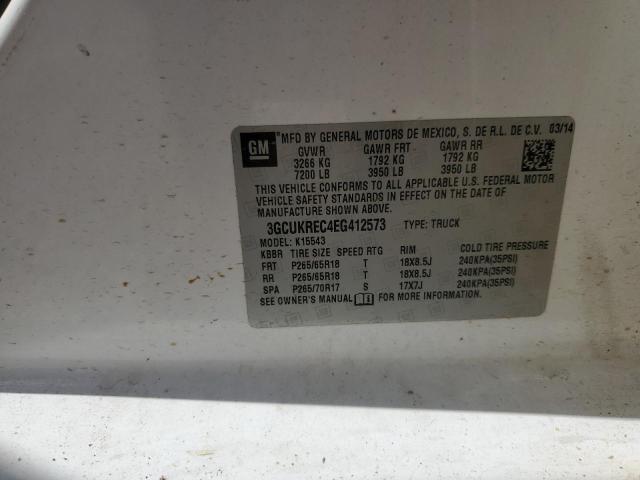 GM
MFD BY GENERAL MOTORS DE MEXICO, S. DE R.L. DE C.V. 03/14
GVWR GAWR FRT GAWR RR
3266 KG 1792 KG 1792 KG
7200 LB 3950 LB 3950 LB
THIS VEHICLE CONFORMS TO ALL APPLICABLE U.S. FEDERAL MOTOR
VEHICLE SAFETY STANDARDS IN EFFECT ON THE DATE OF
MANUFACTURE SHOWN ABOVE.
3GCUKREC4EG412573 TYPE: TRUCK
MODEL: K15543
KBBR TIRE SIZE SPEED RTG RIM COLD TIRE PRESSURE
FRT P265/65R18 T 18X8.5J 240KPA(35PSI)
RR P265/65R18 T 18X8.5J 240KPA(35PSI)
SPA P265/70R17 S 17X7J 240KPA(35PSI)
SEE OWNER'S MANUAL FOR MORE INFORMATION.